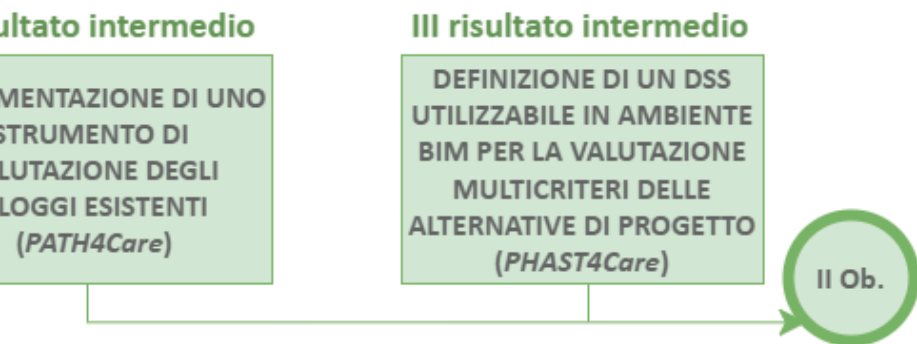 ultato intermedio
MENTAZIONE DI UNO
STRUMENTO DI
LUTAZIONE DEGLI
LOGGI ESISTENTI
(PATH4Care)
III risultato intermedio
DEFINIZIONE DI UN DSS
UTILIZZABILE IN AMBIENTE
BIM PER LA VALUTAZIONE
MULTICRITERI DELLE
ALTERNATIVE DI PROGETTO
(PHAST4Care)
II Ob.